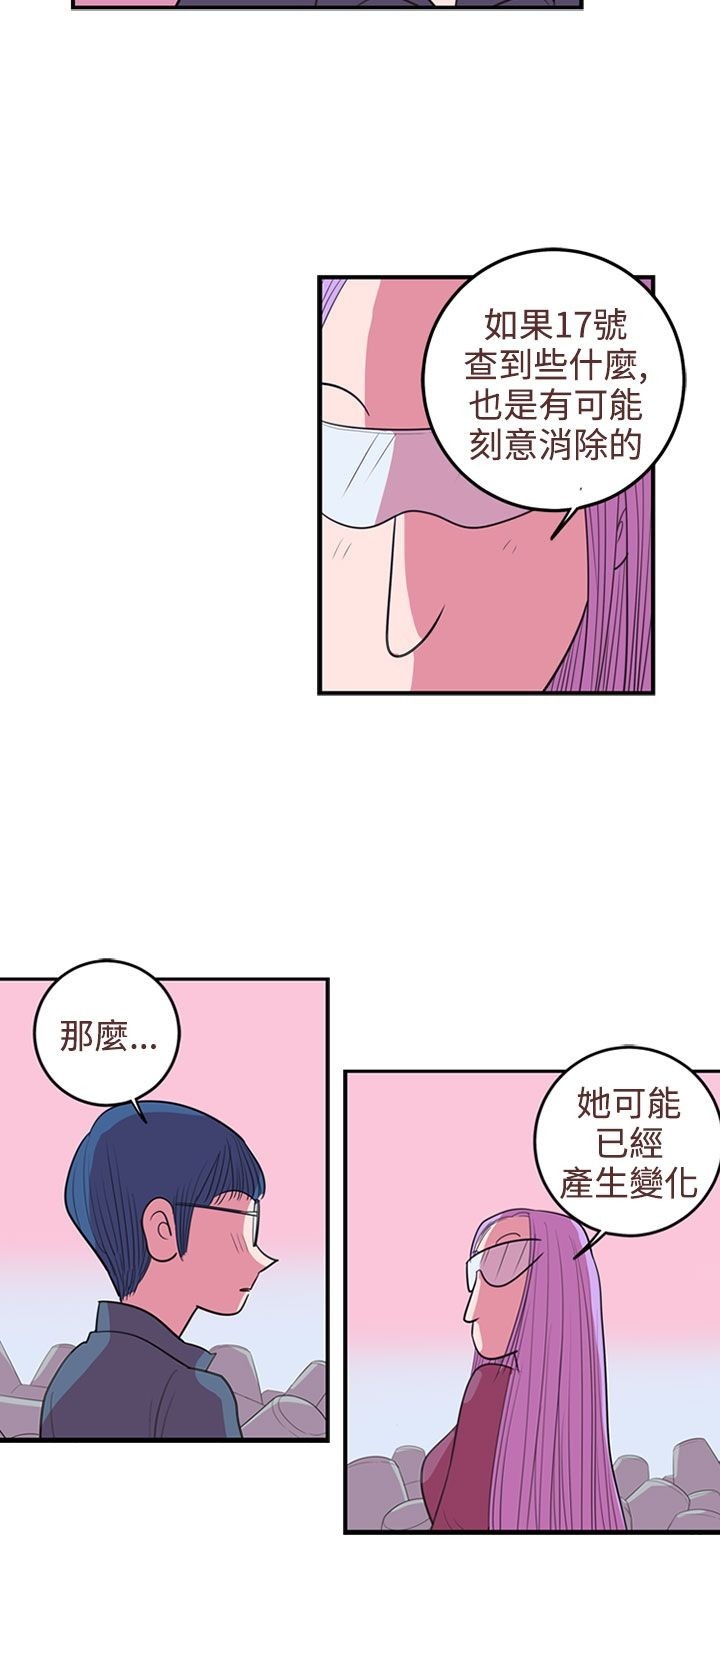 如果17號
查到些什麼,
也是有可能
刻意消除的
那麼...
她可能
已經
產生變化